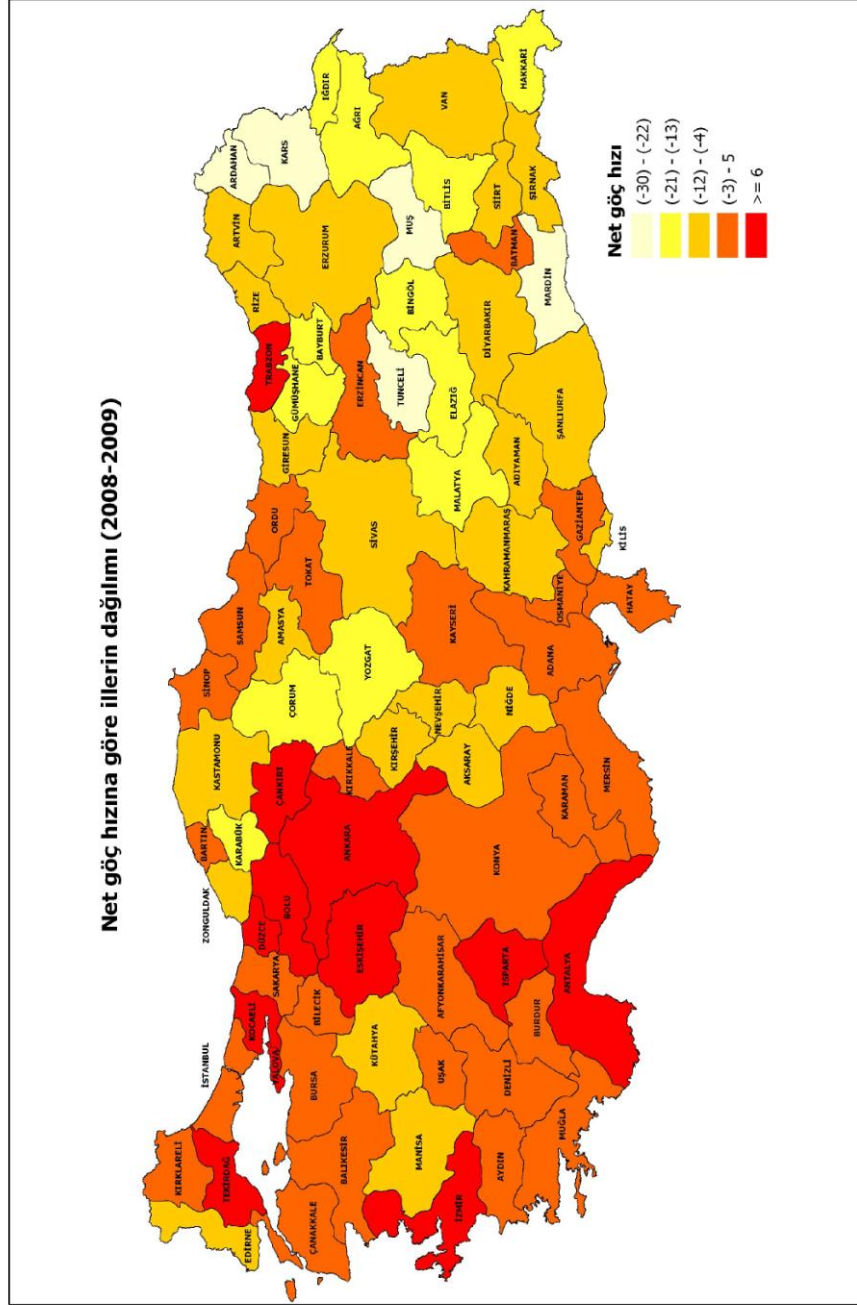 Net göç hızına göre illerin dağılımı (2008-2009)
KIRKLARELİ
EDİRNE
TEKİRDAĞ
İSTANBUL
ÇANAKKALE
BALIKESİR
BURSA
YALOVA
KOCAELİ
SAKARYA
BİLECİK
DÜZCE
BOLU
ZONGULDAK
BARTIN
KARABÜK
KASTAMONU
ÇANKIRI
SİNOP
SAMSUN
ÇORUM
AMASYA
TOKAT
ORDU
GİRESUN
TRABZON
GÜMÜŞHANE
BAYBURT
RİZE
ARTVİN
ARDAHAN
KARS
IĞDIR
AĞRI
ERZURUM
ERZİNCAN
TUNCELİ
BİNGÖL
MUŞ
BİTLİS
VAN
HAKKARİ
ŞIRNAK
SİİRT
BATMAN
MARDİN
DİYARBAKIR
ELAZIĞ
MALATYA
ADIYAMAN
ŞANLIURFA
GAZİANTEP
KİLİS
KAHRAMANMARAŞ
OSMANİYE
HATAY
ADANA
KAYSERİ
SİVAS
YOZGAT
KIRIKKALE
KIRŞEHİR
NEVŞEHİR
NİĞDE
AKSARAY
ANKARA
ESKİŞEHİR
KÜTAHYA
MANİSA
İZMİR
UŞAK
AFYONKARAHİSAR
KONYA
KARAMAN
MERSİN
ISPARTA
ANTALYA
BURDUR
DENİZLİ
AYDIN
MUĞLA
Net göç hızı
(-30) - (-22)
(-21) - (-13)
(-12) - (-4)
(-3) - 5
>= 6